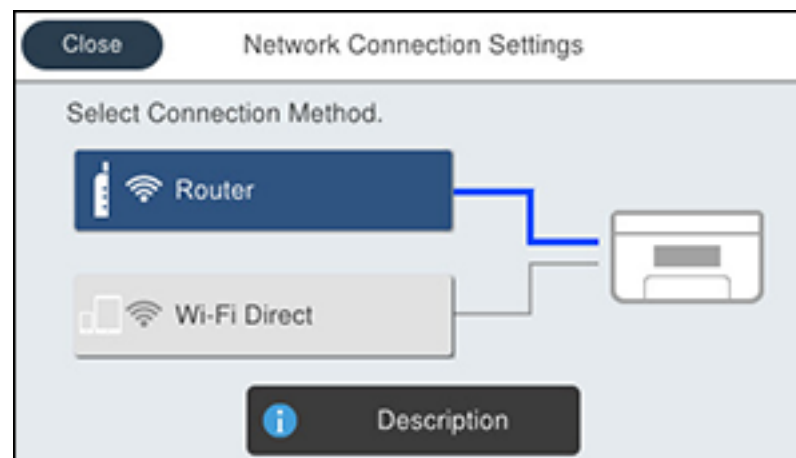 Close
Network Connection Settings
Select Connection Method.
Router
Wi-Fi Direct
i
Description